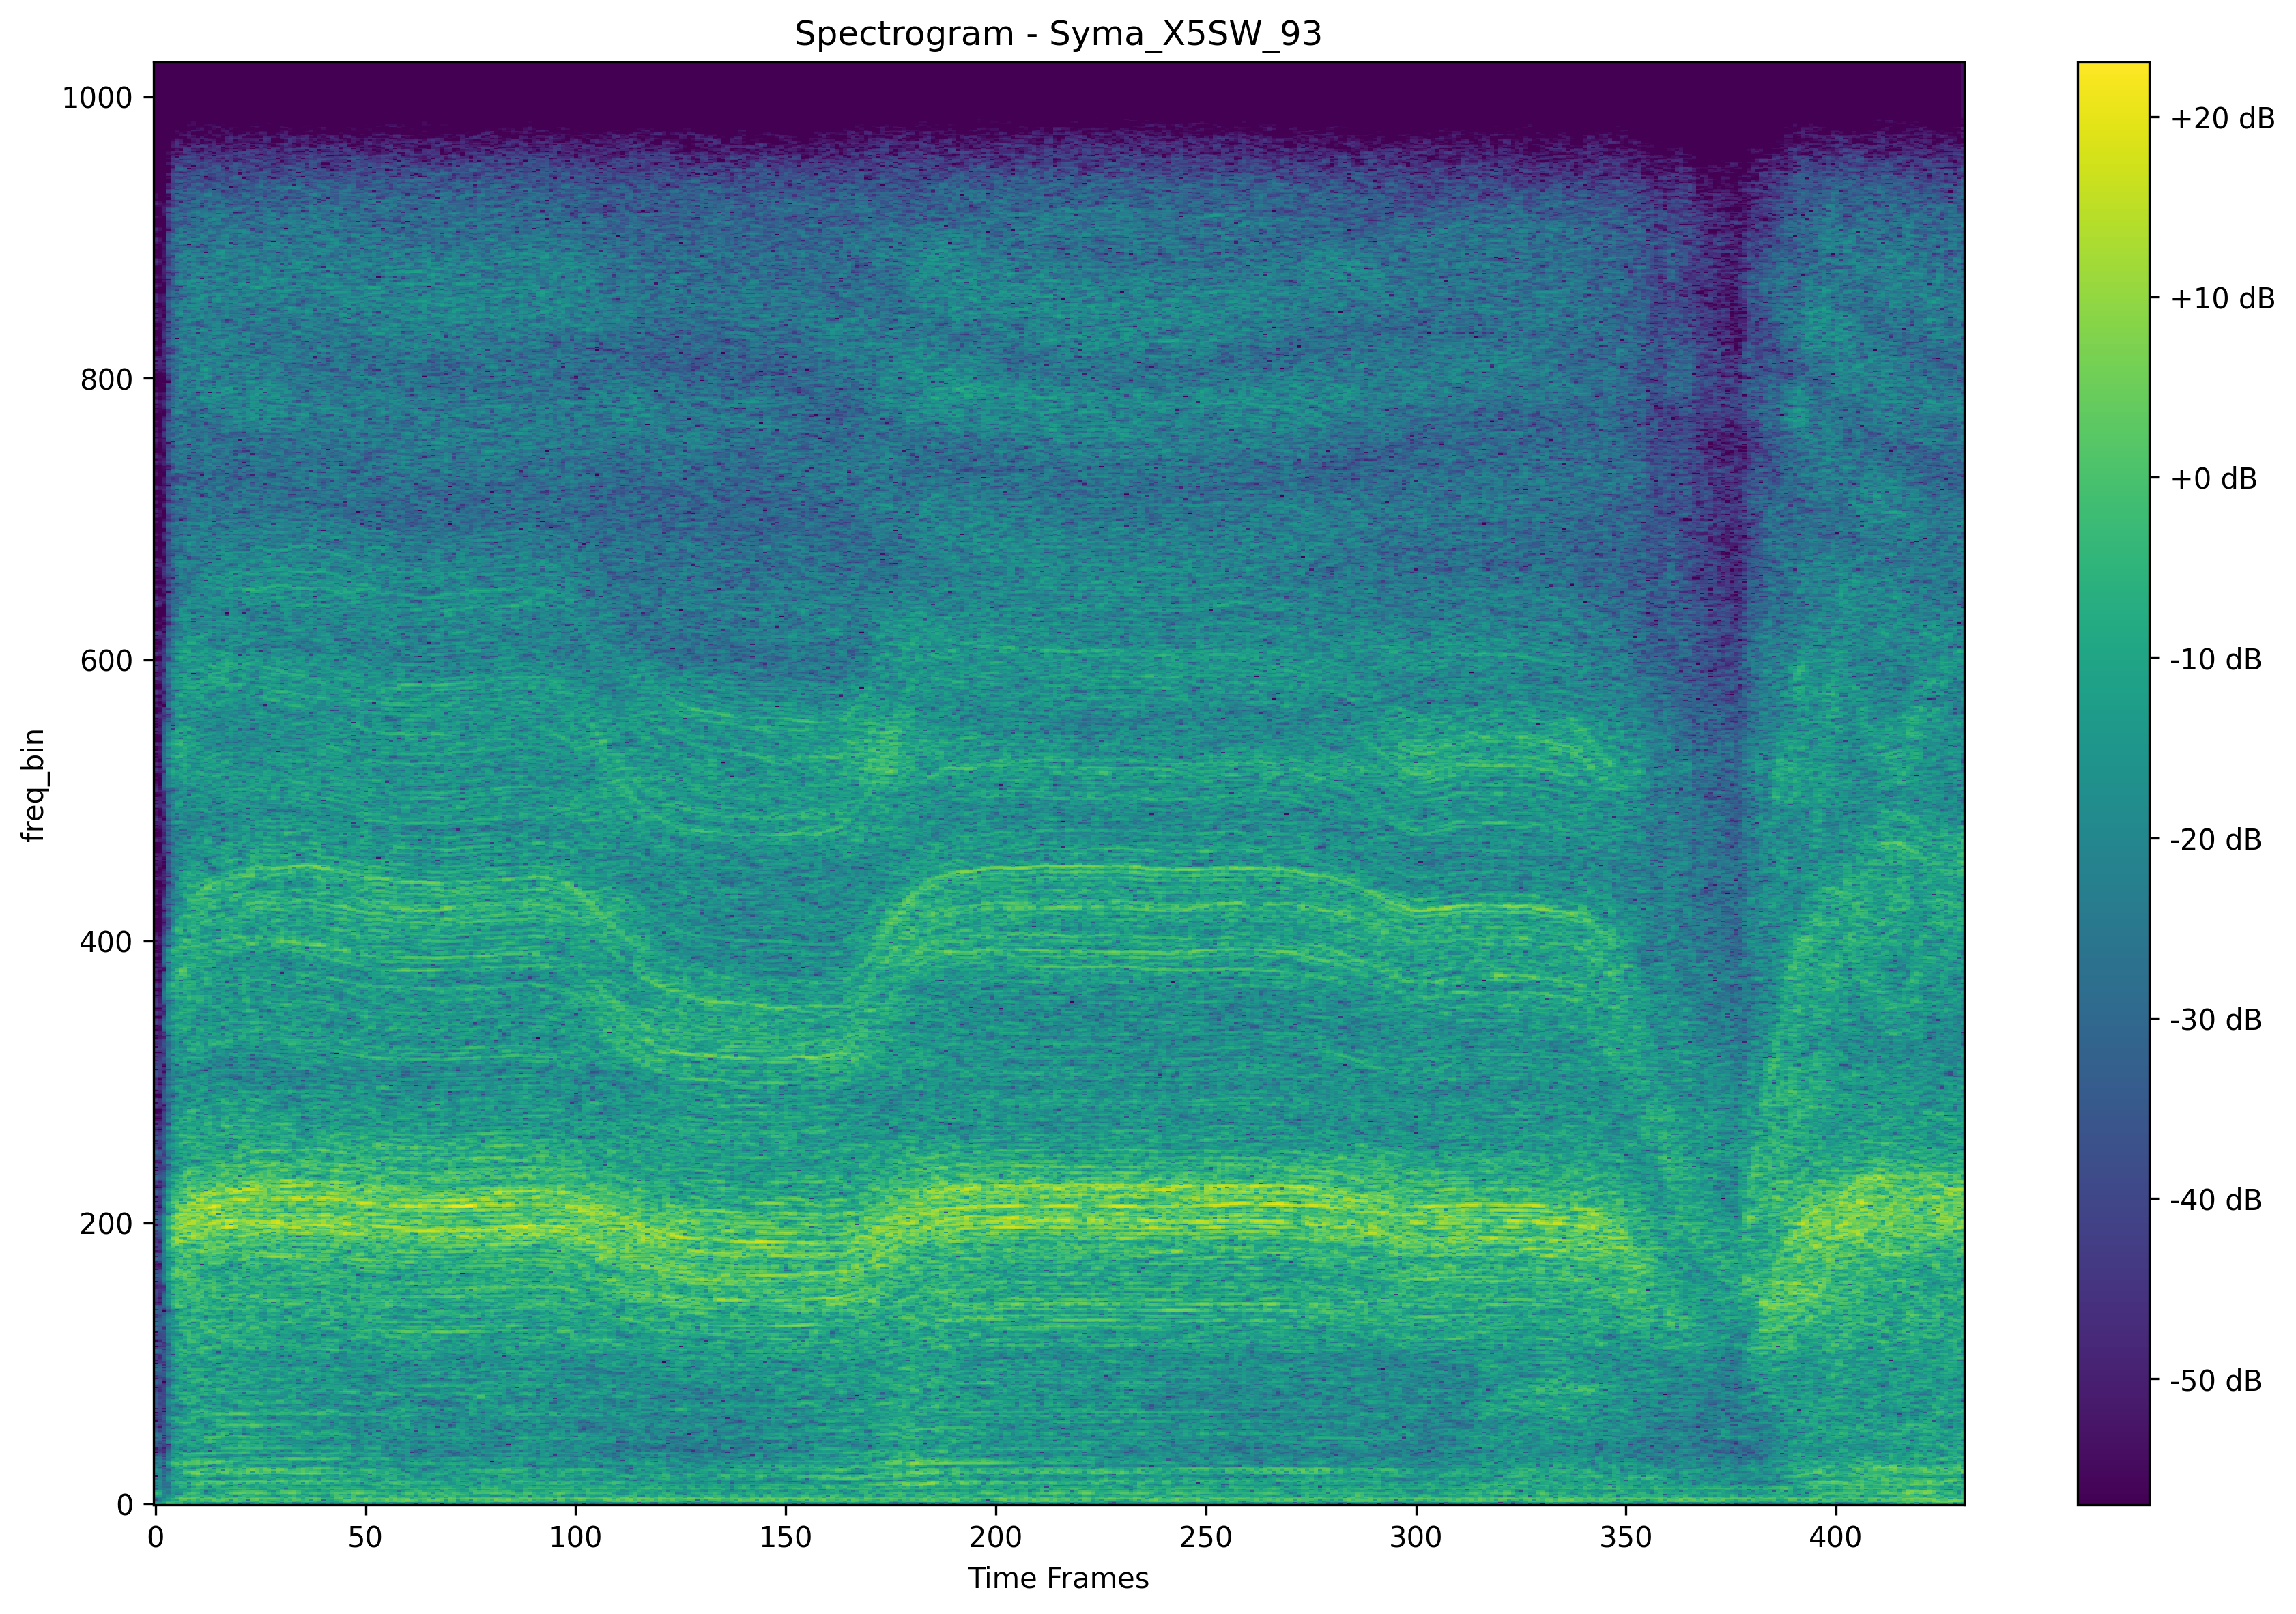 Spectrogram - Syma_X5SW_93
1000
800
600
400
200
0
freq_bin
0 50 100 150 200 250 300 350 400
Time Frames
+20 dB
+10 dB
+0 dB
-10 dB
-20 dB
-30 dB
-40 dB
-50 dB